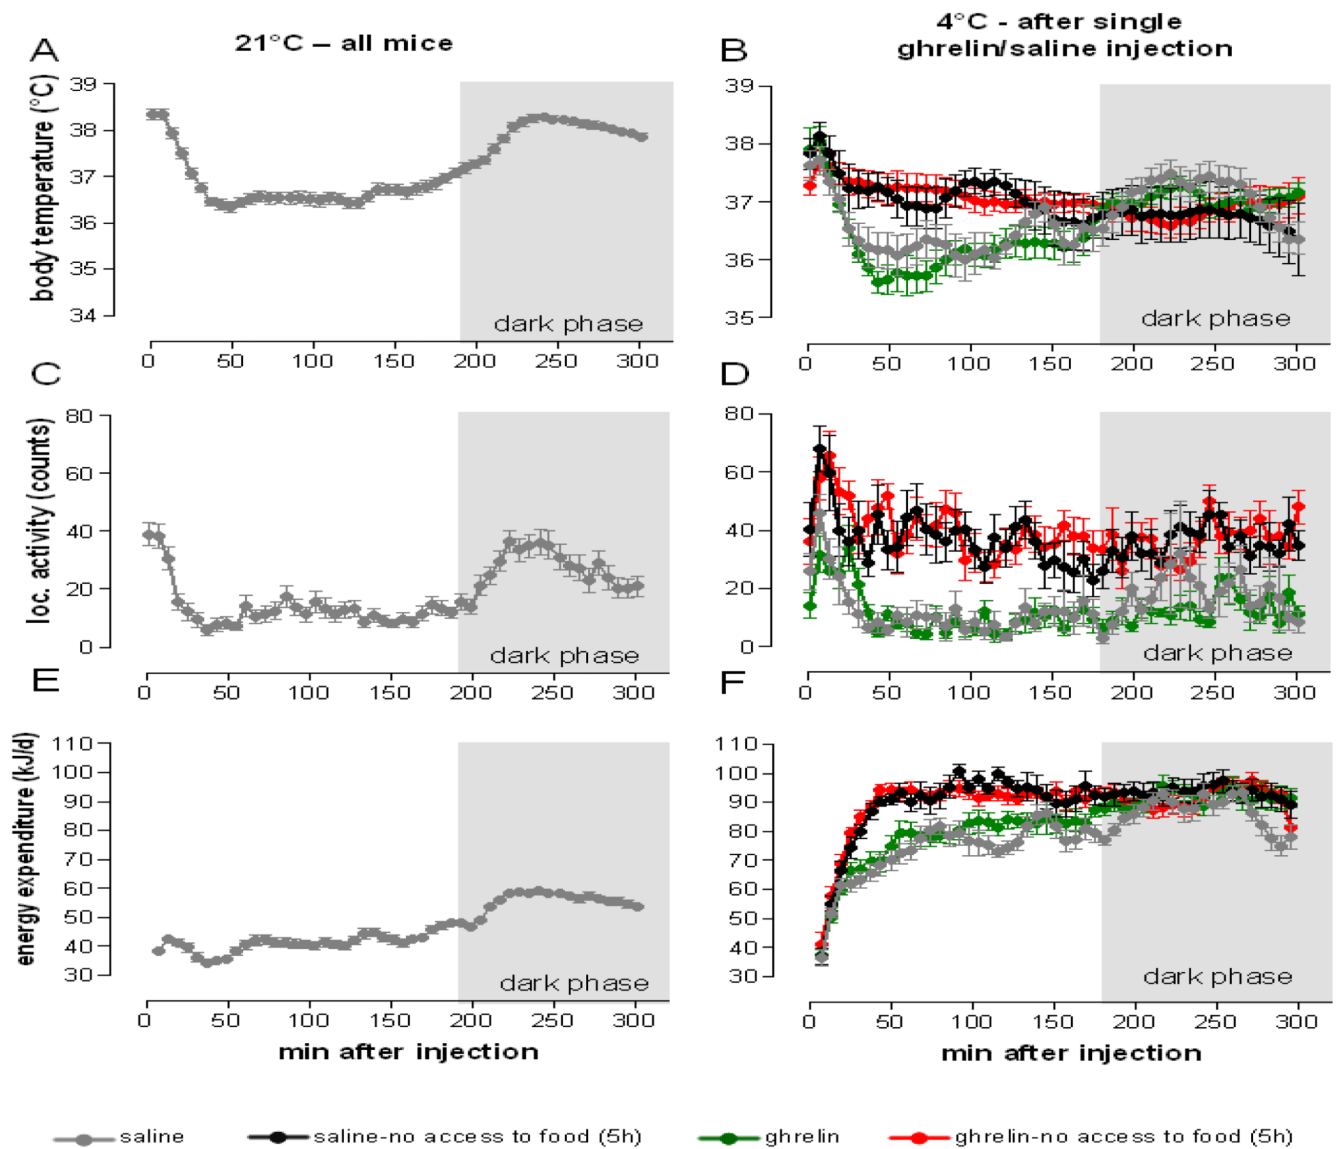 A
21°C – all mice
B
4°C - after single
ghrelin/saline injection
body temperature (°C)
39
38
37
36
35
34
dark phase
0 50 100 150 200 250 300
39
38
37
36
35
dark phase
0 50 100 150 200 250 300
C
loc. activity (counts)
80
60
40
20
0
dark phase
0 50 100 150 200 250 300
D
80
60
40
20
0
dark phase
0 50 100 150 200 250 300
E
energy expenditure (kJ/d)
110
100
90
80
70
60
50
40
30
dark phase
0 50 100 150 200 250 300
min after injection
F
110
100
90
80
70
60
50
40
30
dark phase
0 50 100 150 200 250 300
min after injection
saline saline-no access to food (5h) ghrelin ghrelin-no access to food (5h)